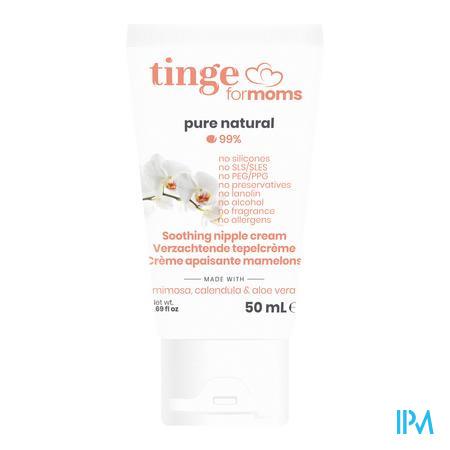 tinge
formoms
pure natural
99%
no silicones
no SLS/SLES
no PEG/PPG
no preservatives
no lanolin
no alcohol
no fragrance
no allergens
Soothing nipple cream
Verzachtende tepelcrème
Crème apaisante mamelons
MADE WITH
mimosa, calendula & aloe vera
Net wt.
.69 fl oz
50 mL e
IPM